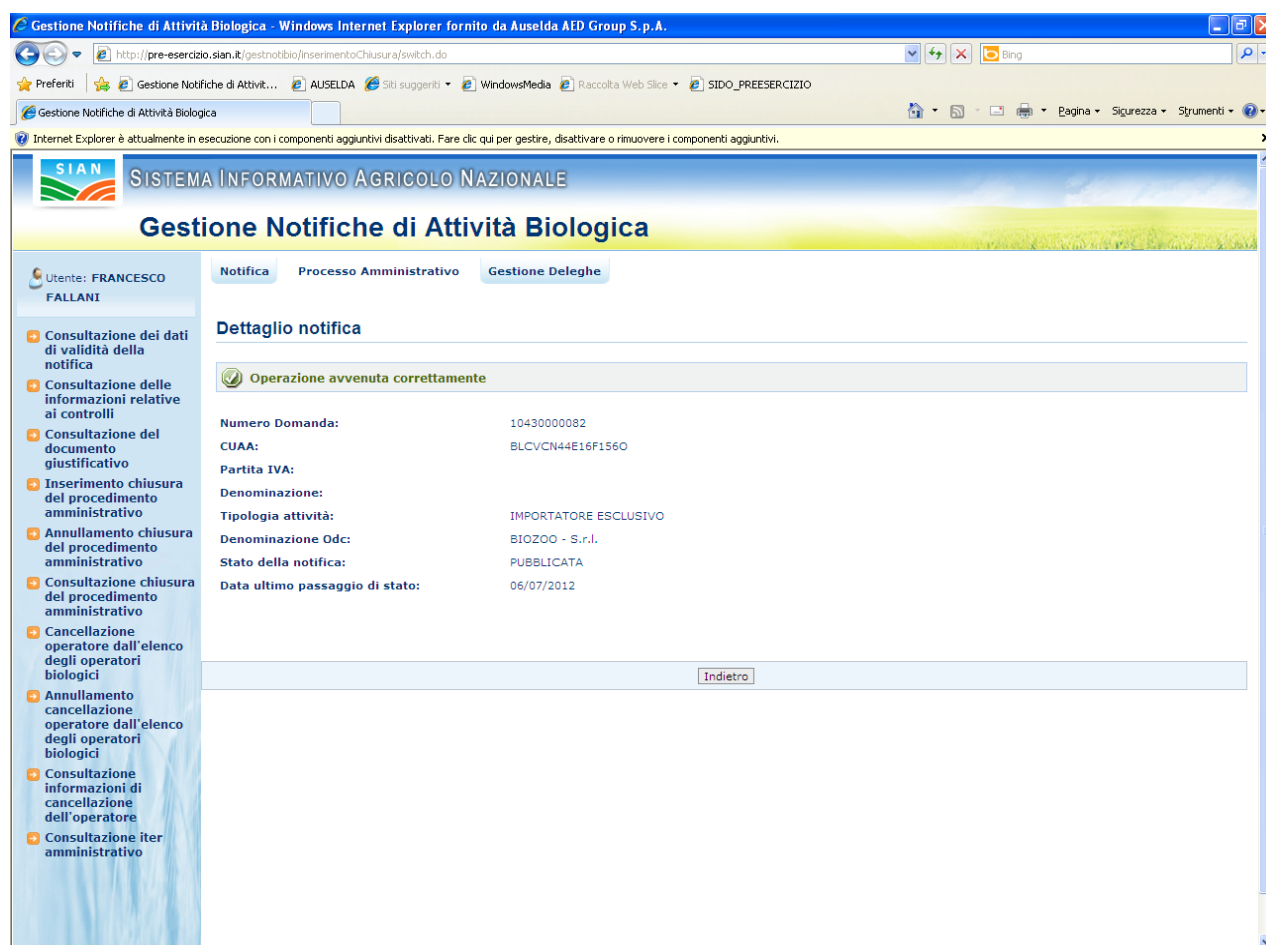 Gestione Notifiche di Attività Biologica - Windows Internet Explorer fornito da Auselda AED Group S.p.A.
http://pre-esercizio.sian.it/gestnotibio/inserimentoChiusura/switch.do
Bing
Preferiti
Gestione Notifiche di Attivit...
AUSELDA
Siti suggeriti
WindowsMedia
Raccolta Web Slice
SIDO_PREESERCIZIO
Gestione Notifiche di Attività Biologica
Pagina
Sicurezza
Strumenti
Internet Explorer è attualmente in esecuzione con i componenti aggiuntivi disattivati. Fare clic qui per gestire, disattivare o rimuovere i componenti aggiuntivi.
SIAN
SISTEMA INFORMATIVO AGRICOLO NAZIONALE
Gestione Notifiche di Attività Biologica
Utente: FRANCESCO
FALLANI
Consultazione dei dati
di validità della
notifica
Consultazione delle
informazioni relative
ai controlli
Consultazione del
documento
giustificativo
Inserimento chiusura
del procedimento
amministrativo
Annullamento chiusura
del procedimento
amministrativo
Consultazione chiusura
del procedimento
amministrativo
Cancellazione
operatore dall'elenco
degli operatori
biologici
Annullamento
cancellazione
operatore dall'elenco
degli operatori
biologici
Consultazione
informazioni di
cancellazione
dell'operatore
Consultazione iter
amministrativo
Notifica
Processo Amministrativo
Gestione Deleghe
Dettaglio notifica
Operazione avvenuta correttamente
Numero Domanda: 10430000082
CUAA: BLCVCN44E16F156O
Partita IVA:
Denominazione:
Tipologia attività: IMPORTATORE ESCLUSIVO
Denominazione Odc: BIOZOO - S.r.l.
Stato della notifica: PUBBLICATA
Data ultimo passaggio di stato: 06/07/2012
Indietro